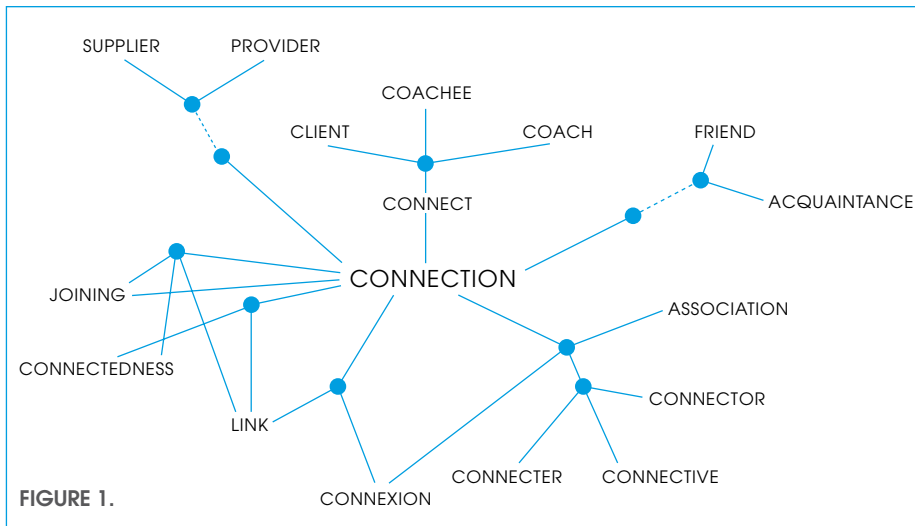 SUPPLIER
PROVIDER
COACHEE
CLIENT
COACH
FRIEND
CONNECT
ACQUAINTANCE
CONNECTION
JOINING
ASSOCIATION
CONNECTEDNESS
CONNECTOR
LINK
CONNECTER
CONNECTIVE
CONNEXION
FIGURE 1.